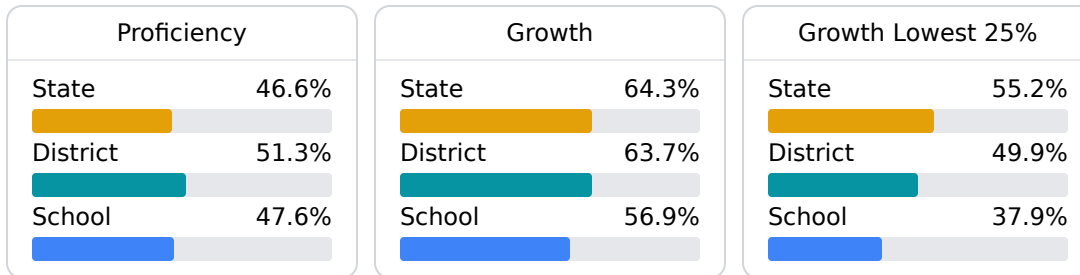 Proficiency
State 46.6%
District 51.3%
School 47.6%
Growth
State 64.3%
District 63.7%
School 56.9%
Growth Lowest 25%
State 55.2%
District 49.9%
School 37.9%